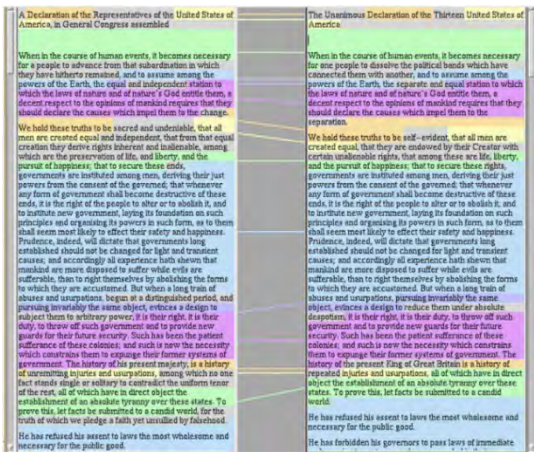 A Declaration of the Representatives of the United States of
America, in General Congress assembled
When in the course of human events, it becomes necessary
for a people to advance from that subordination in which
they have hitherto remained, and to assume among the
powers of the Earth, the equal and independent station to
which the laws of nature and of nature's God entitle them, a
decent respect to the opinions of mankind requires that they
should declare the causes which impel them to the change.
We hold these truths to be sacred and undeniable, that all
men are created equal and independent, that from that equal
creation they derive rights inherent and inalienable, among
which are the preservation of life, and liberty, and the
pursuit of happiness; that to secure these ends,
governments are instituted among men, deriving their just
powers from the consent of the governed; that whenever
any form of government shall become destructive of these
ends, it is the right of the people to alter or to abolish it, and
to institute new government, laying its foundation on such
principles and organising its powers in such form, as to them
shall seem most likely to effect their safety and happiness.
Prudence, indeed, will dictate that governments long
established should not be changed for light and transient
causes; and accordingly all experience hath shewn that
mankind are more disposed to suffer while evils are
sufferable, than to right themselves by abolishing the forms
to which they are accustomed. But when a long train of
abuses and usurpations, begun at a distinguished period, and
pursuing invariably the same object, evinces a design to
subject them to arbitrary power, it is their right, it is their
duty, to throw off such government and to provide new
guards for their future security. Such has been the patient
sufferance of these colonies; and such is now the necessity
which constrains them to expunge their former systems of
government. The history of his present majesty, is a history
of unremitting injuries and usurpations, among which no one
fact stands single or solitary to contradict the uniform tenor
of the rest, all of which have in direct object the
establishment of an absolute tyranny over these states. To
prove this, let facts be submitted to a candid world, for the
truth of which we pledge a faith yet unsullied by falsehood.
He has refused his assent to laws the most wholesome and
necessary for the public good.
The Unanimous Declaration of the Thirteen United States of
America
When in the course of human events, it becomes necessary
for one people to dissolve the political bands which have
connected them with another, and to assume among the
powers of the Earth, the separate and equal station to which
the laws of nature and of nature's God entitle them, a
decent respect to the opinions of mankind requires that they
should declare the causes which impel them to the
separation.
We hold these truths to be self-evident, that all men are
created equal, that they are endowed by their Creator with
certain unalienable rights, that among these are life, liberty,
and the pursuit of happiness; that to secure these rights,
governments are instituted among men, deriving their just
powers from the consent of the governed; that whenever
any form of government shall become destructive of these
ends, it is the right of the people to alter or to abolish it, and
to institute new government, laying its foundation on such
principles and organising its powers in such form, as to them
shall seem most likely to effect their safety and happiness.
Prudence, indeed, will dictate that governments long
established should not be changed for light and transient
causes; and accordingly all experience hath shewn that
mankind are more disposed to suffer while evils are
sufferable, than to right themselves by abolishing the forms
to which they are accustomed. But when a long train of
abuses and usurpations, pursuing invariably the same
object, evinces a design to reduce them under absolute
despotism, it is their right, it is their duty, to throw off such
government and to provide new guards for their future
security. Such has been the patient sufferance of these
colonies; and such is now the necessity which constrains
them to expunge their former systems of government. The
history of the present King of Great Britain is a history of
repeated injuries and usurpations, all of which have in direct
object the establishment of an absolute tyranny over these
states. To prove this, let facts be submitted to a candid
world.
He has refused his assent to laws the most wholesome and
necessary for the public good.
He has forbidden his governors to pass laws of immediate